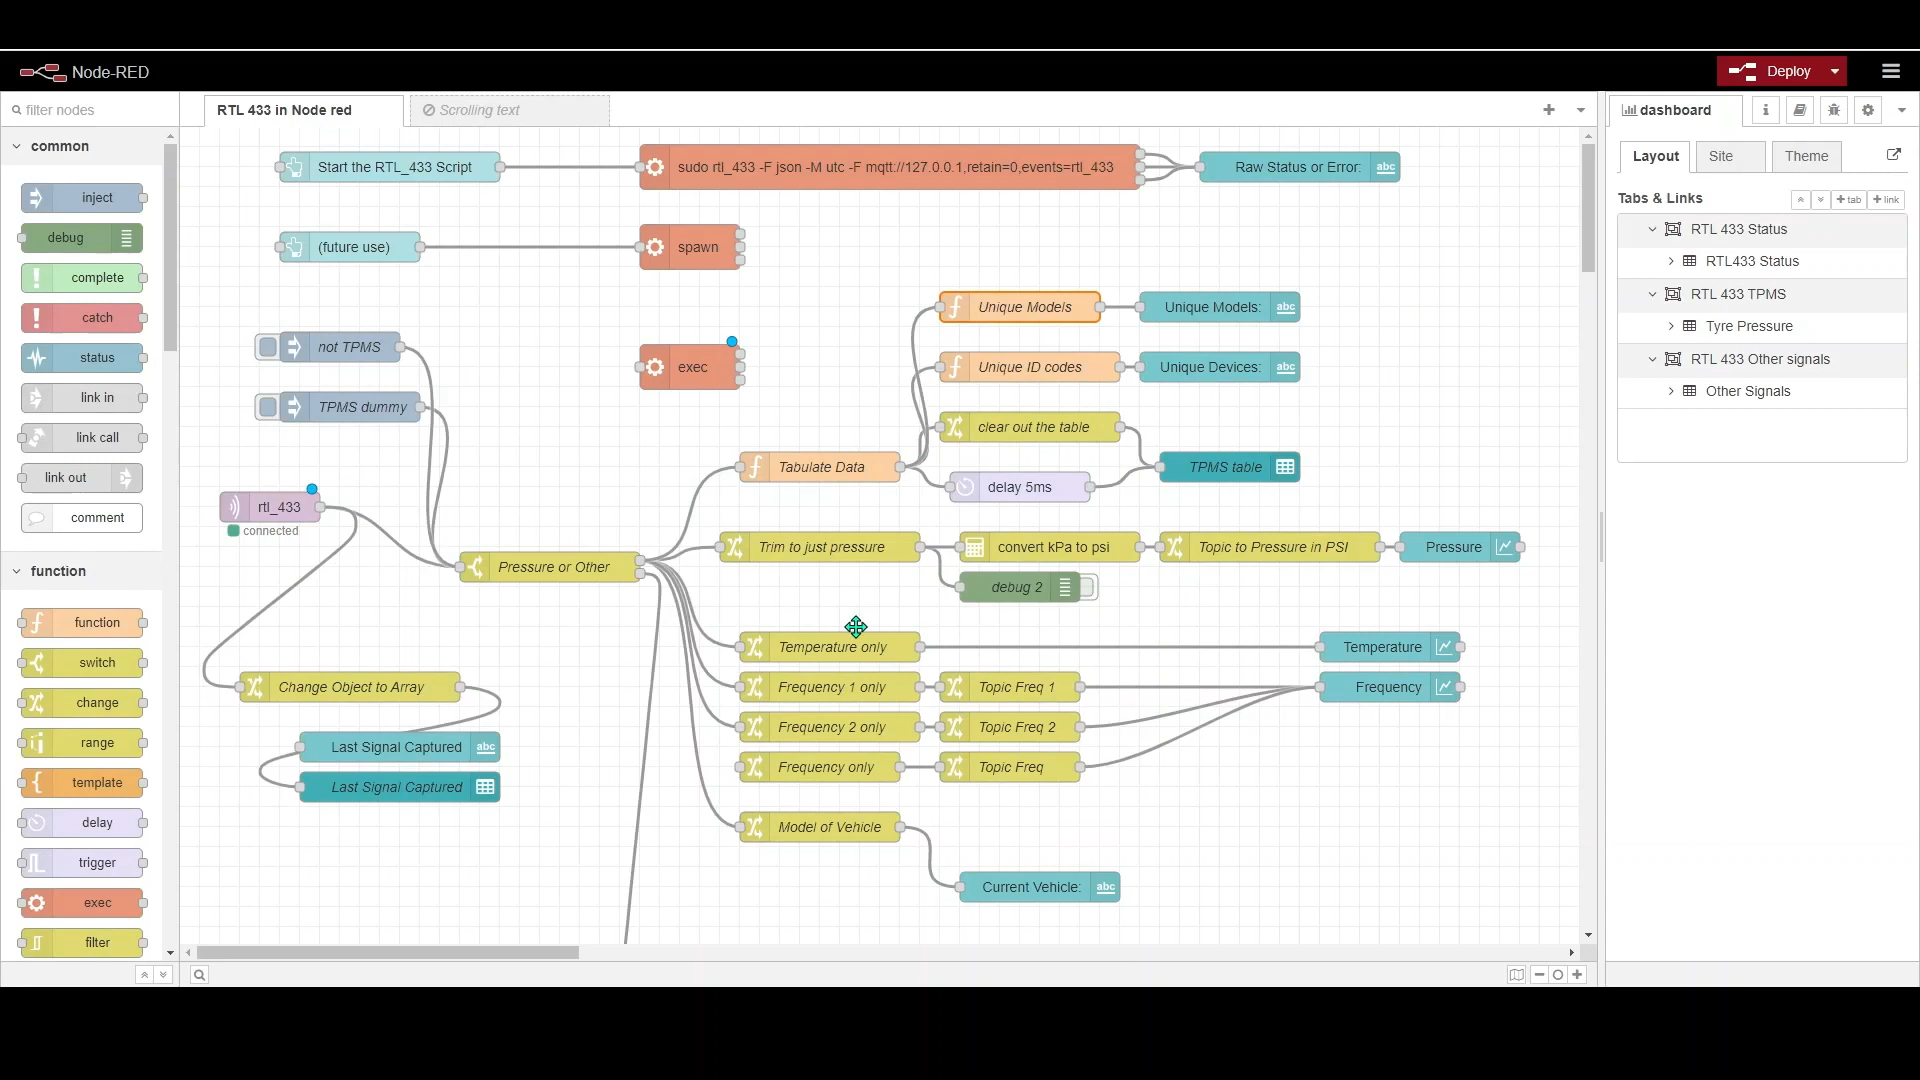 Node-RED
Deploy
filter nodes
RTL 433 in Node red
Scrolling text
dashboard
i
common
inject
debug
complete
catch
status
link in
link call
link out
comment
function
function
switch
change
range
template
delay
trigger
exec
filter
Start the RTL_433 Script
sudo rtl_433 -F json -M utc -F mqtt://127.0.0.1,retain=0,events=rtl_433
Raw Status or Error:
abc
(future use)
spawn
Unique Models
Unique Models:
abc
not TPMS
exec
Unique ID codes
Unique Devices:
abc
TPMS dummy
clear out the table
Tabulate Data
TPMS table
delay 5ms
rtl_433
connected
Trim to just pressure
convert kPa to psi
Topic to Pressure in PSI
Pressure
Pressure or Other
debug 2
Temperature only
Temperature
Change Object to Array
Frequency 1 only
Topic Freq 1
Frequency
Frequency 2 only
Topic Freq 2
Last Signal Captured
abc
Frequency only
Topic Freq
Last Signal Captured
Model of Vehicle
Current Vehicle:
abc
Layout
Site
Theme
Tabs & Links
tab
link
RTL 433 Status
RTL433 Status
RTL 433 TPMS
Tyre Pressure
RTL 433 Other signals
Other Signals